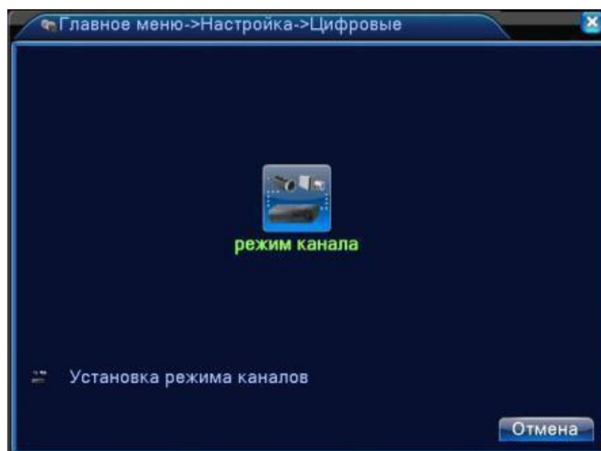 Главное меню->Настройка->Цифровые
режим канала
Установка режима каналов
Отмена